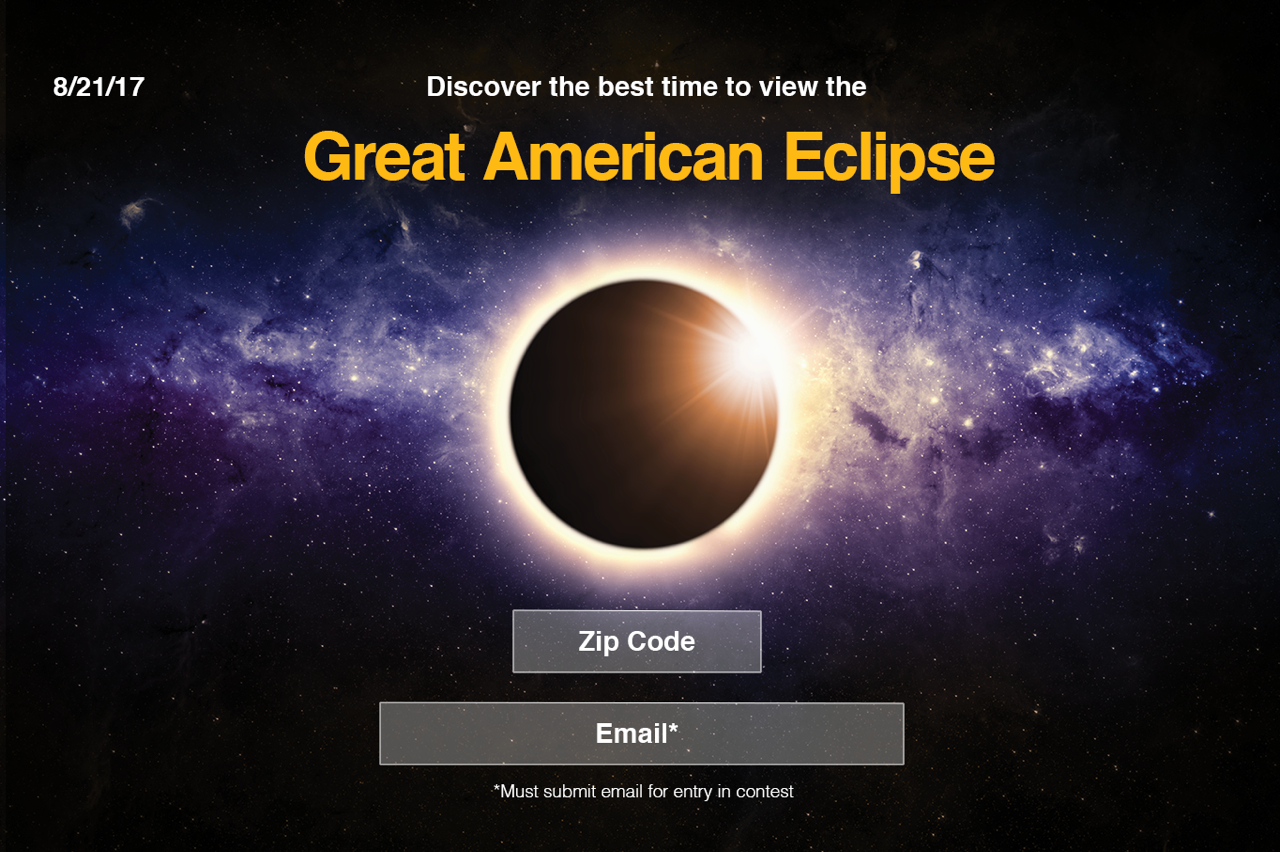 8/21/17
Discover the best time to view the
Great American Eclipse
Zip Code
Email*
*Must submit email for entry in contest